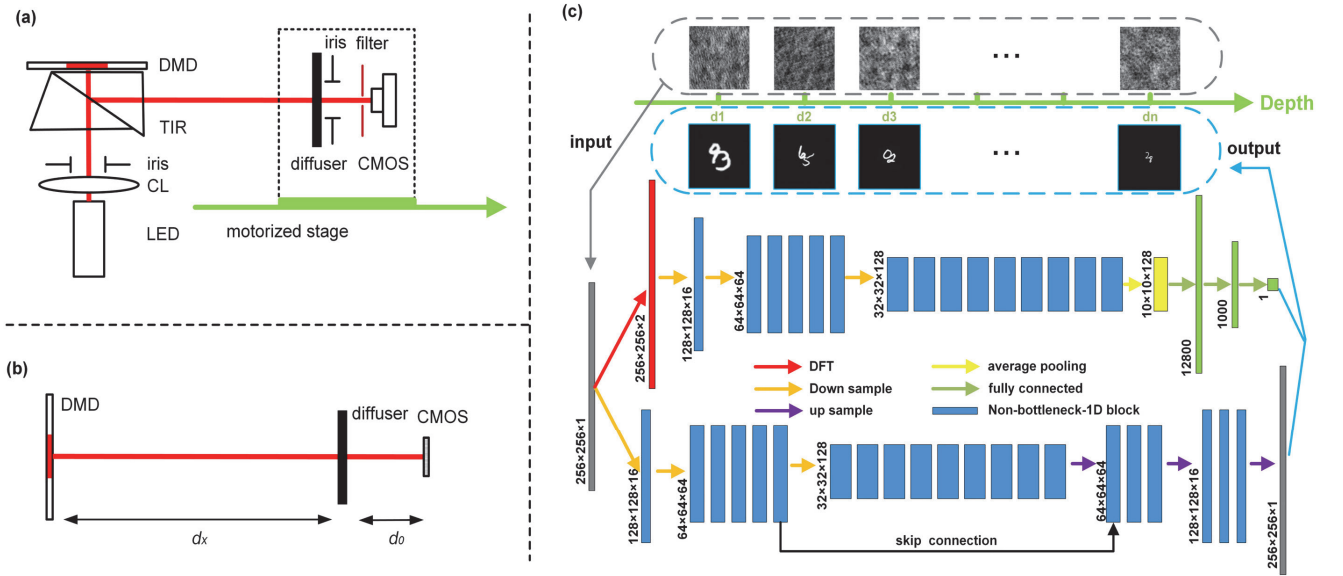 (a)
DMD
TIR
iris
CL
LED
iris
filter
diffuser
CMOS
motorized stage
(b)
DMD
diffuser
CMOS
dx
d0
(c)
...
Depth
d1
d2
d3
dn
input
...
output
256×256×1
256×256×2
128×128×16
64×64×64
32×32×128
10×10×128
12800
1000
1
DFT
Down sample
up sample
average pooling
fully connected
Non-bottleneck-1D block
128×128×16
64×64×64
32×32×128
64×64×64
128×128×16
256×256×1
skip connection